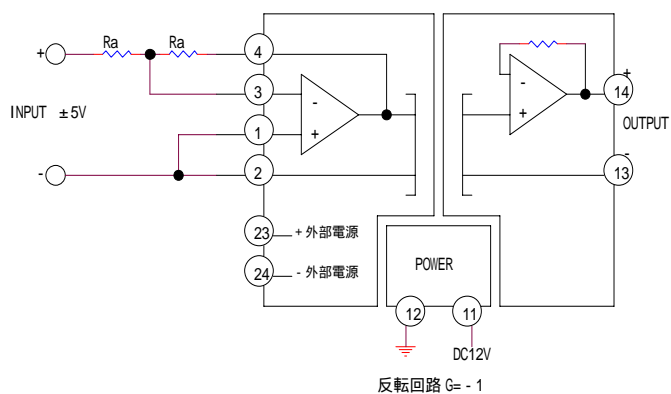 Ra Ra
+ 4
3 - - + 14
INPUT ±5V 1 + + OUTPUT
- 2 - 13
23 +外部電源
24 -外部電源
POWER
12 11
DC12V
反転回路 G= - 1